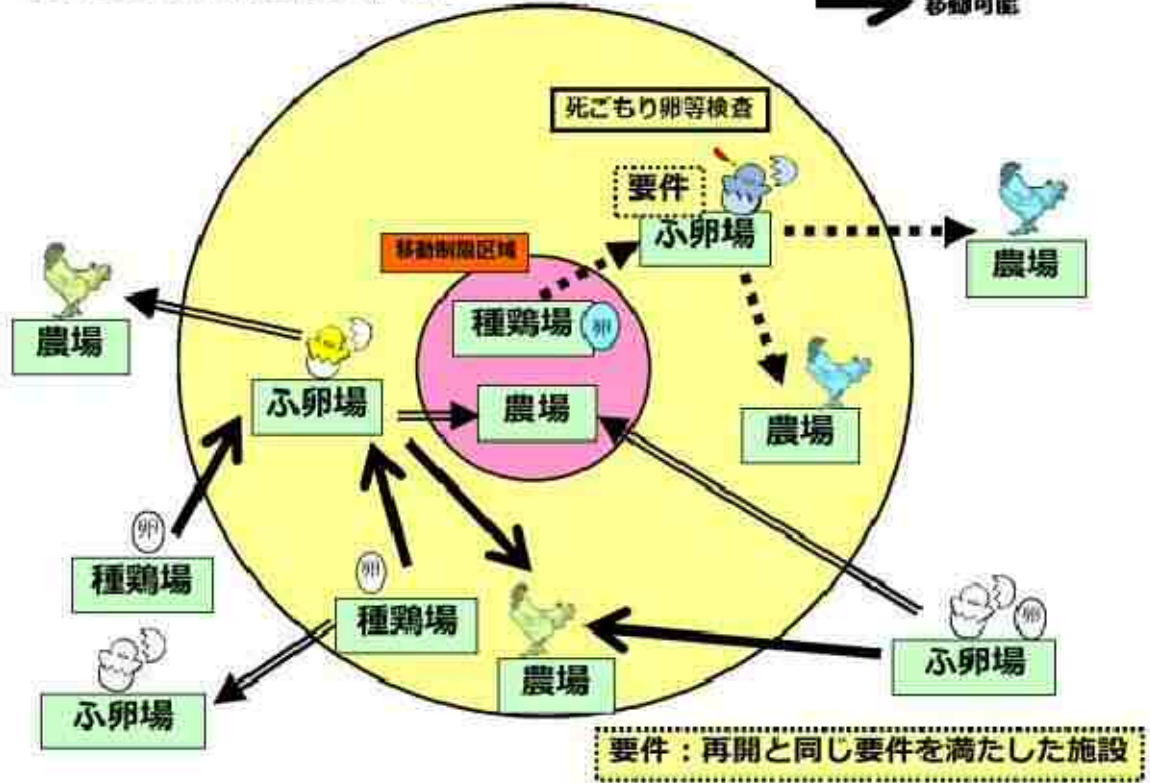 移動可能
死ごもり卵等検査
要件
ふ卵場
移動制限区域
農場
農場
種鶏場
卵
ふ卵場
農場
農場
卵
種鶏場
卵
種鶏場
卵
ふ卵場
農場
ふ卵場
要件：再開と同じ要件を満たした施設